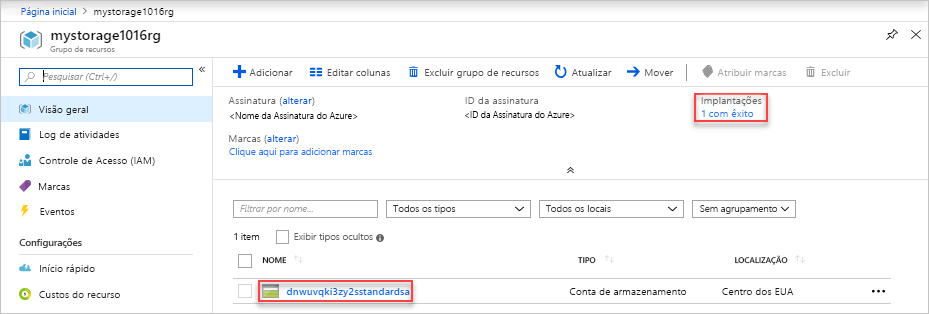 Página inicial > mystorage1016rg
mystorage1016rg
Grupo de recursos
Pesquisar (Ctrl+/)
Visão geral
Log de atividades
Controle de Acesso (IAM)
Marcas
Eventos
Configurações
Início rápido
Custos do recurso
Adicionar Editar colunas Excluir grupo de recursos Atualizar Mover Atribuir marcas Excluir
Assinatura (alterar) ID da assinatura Implantações
<Nome da Assinatura do Azure> <ID da Assinatura do Azure> 1 com êxito
Marcas (alterar)
Clique aqui para adicionar marcas
Filtrar por nome... Todos os tipos Todos os locais Sem agrupamento
1 item Exibir tipos ocultos
NOME TIPO LOCALIZAÇÃO
dnwuvqki3zy2sstandardsa Conta de armazenamento Centro dos EUA